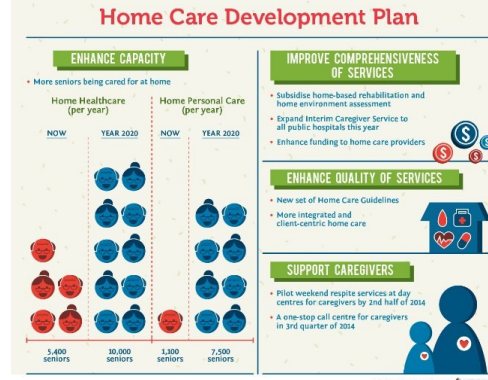 Home Care Development Plan
ENHANCE CAPACITY
• More seniors being cared for at home
Home Healthcare
(per year)
Home Personal Care
(per year)
NOW
YEAR 2020
NOW
YEAR 2020
5,400
seniors
10,000
seniors
1,100
seniors
7,500
seniors
IMPROVE COMPREHENSIVENESS
OF SERVICES
• Subsidise home-based rehabilitation and
home environment assessment
• Expand Interim Caregiver Service to
all public hospitals this year
• Enhance funding to home care providers
$
$
$
ENHANCE QUALITY OF SERVICES
• New set of Home Care Guidelines
• More integrated and
client-centric home care
SUPPORT CAREGIVERS
• Pilot weekend respite services at day
centres for caregivers by 2nd half of 2014
• A one-stop call centre for caregivers
in 3rd quarter of 2014